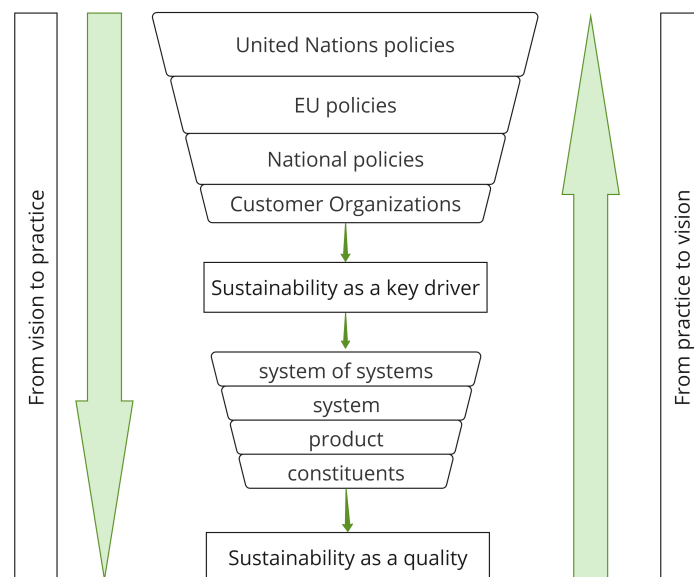 From vision to practice
United Nations policies
EU policies
National policies
Customer Organizations
Sustainability as a key driver
system of systems
system
product
constituents
Sustainability as a quality
From practice to vision